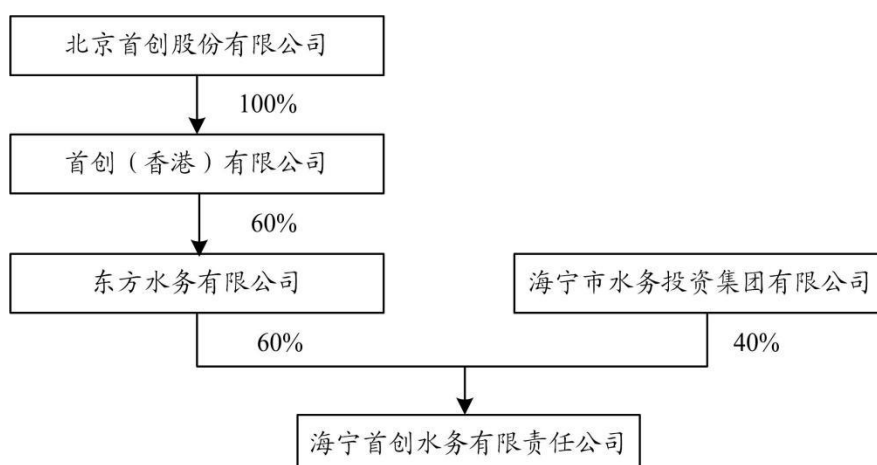 北京首创股份有限公司
100%
首创（香港）有限公司
60%
东方水务有限公司
海宁市水务投资集团有限公司
60%
40%
海宁首创水务有限责任公司